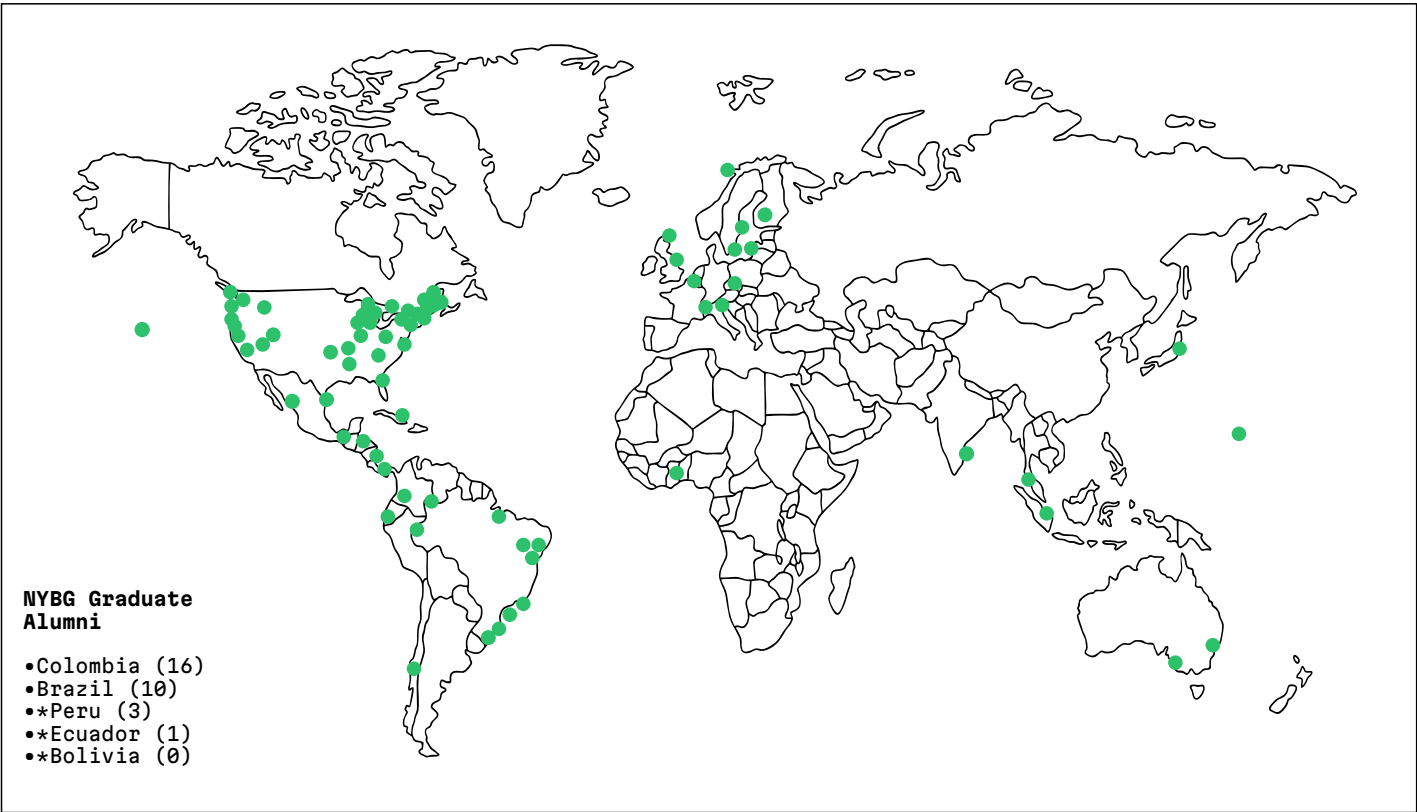 NYBG Graduate
Alumni
•Colombia (16)
•Brazil (10)
•*Peru (3)
•*Ecuador (1)
•*Bolivia (0)